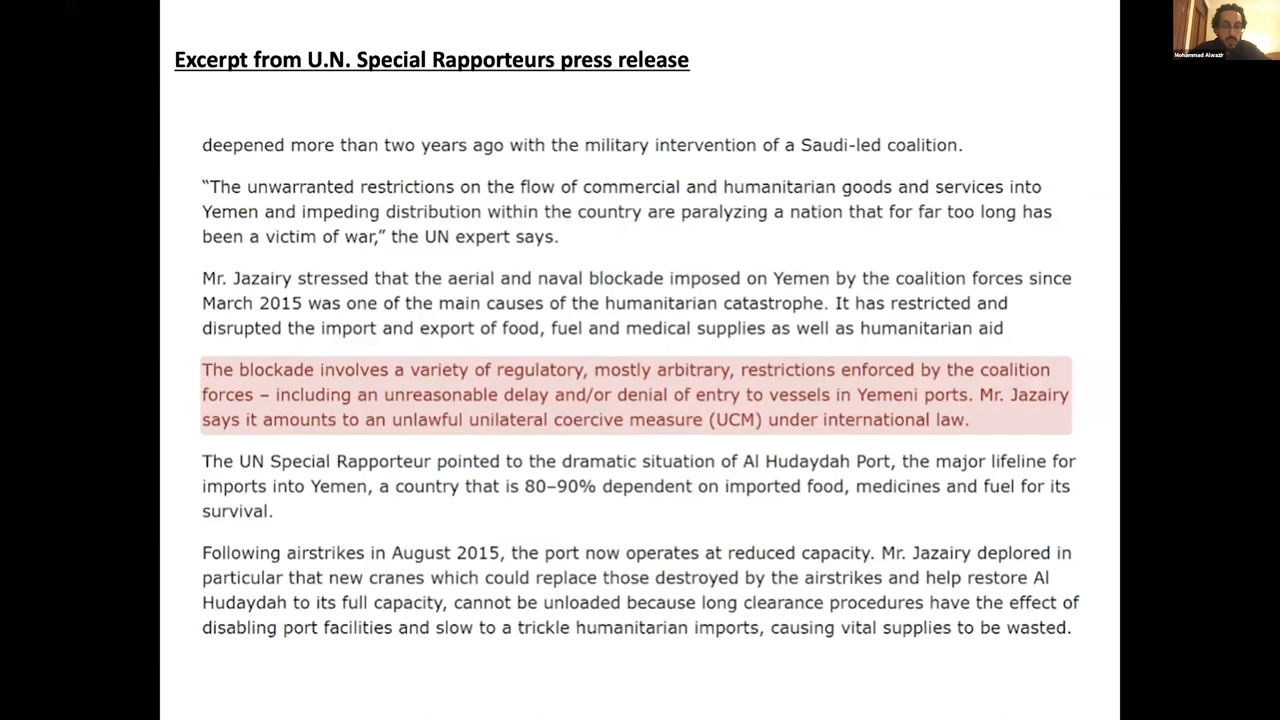 Excerpt from U.N. Special Rapporteurs press release
Mohammad Alwazir
deepened more than two years ago with the military intervention of a Saudi-led coalition.
“The unwarranted restrictions on the flow of commercial and humanitarian goods and services into
Yemen and impeding distribution within the country are paralyzing a nation that for far too long has
been a victim of war,” the UN expert says.
Mr. Jazairy stressed that the aerial and naval blockade imposed on Yemen by the coalition forces since
March 2015 was one of the main causes of the humanitarian catastrophe. It has restricted and
disrupted the import and export of food, fuel and medical supplies as well as humanitarian aid
The blockade involves a variety of regulatory, mostly arbitrary, restrictions enforced by the coalition
forces – including an unreasonable delay and/or denial of entry to vessels in Yemeni ports. Mr. Jazairy
says it amounts to an unlawful unilateral coercive measure (UCM) under international law.
The UN Special Rapporteur pointed to the dramatic situation of Al Hudaydah Port, the major lifeline for
imports into Yemen, a country that is 80–90% dependent on imported food, medicines and fuel for its
survival.
Following airstrikes in August 2015, the port now operates at reduced capacity. Mr. Jazairy deplored in
particular that new cranes which could replace those destroyed by the airstrikes and help restore Al
Hudaydah to its full capacity, cannot be unloaded because long clearance procedures have the effect of
disabling port facilities and slow to a trickle humanitarian imports, causing vital supplies to be wasted.